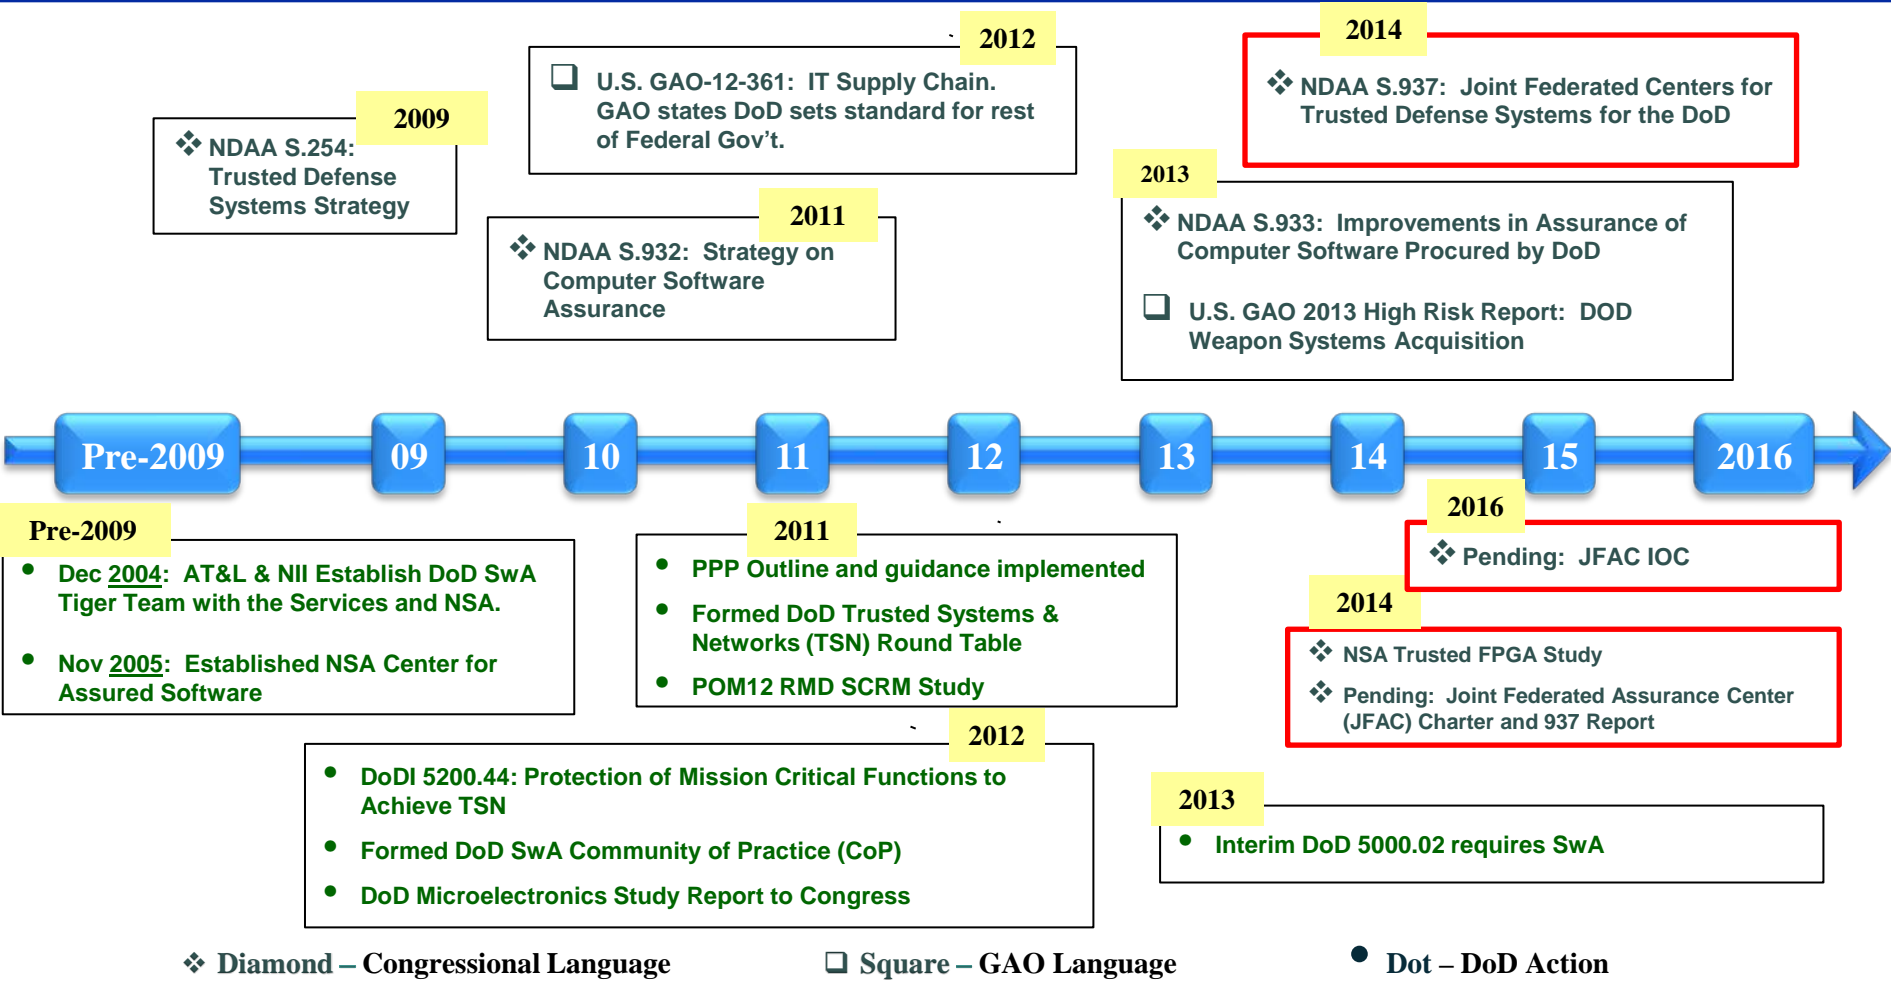 2009
❖ NDAA S.254:
Trusted Defense
Systems Strategy
2012
❑ U.S. GAO-12-361: IT Supply Chain.
GAO states DoD sets standard for rest
of Federal Gov’t.
2011
❖ NDAA S.932: Strategy on
Computer Software
Assurance
2014
❖ NDAA S.937: Joint Federated Centers for
Trusted Defense Systems for the DoD
2013
❖ NDAA S.933: Improvements in Assurance of
Computer Software Procured by DoD
❑ U.S. GAO 2013 High Risk Report: DOD
Weapon Systems Acquisition
Pre-2009 09 10 11 12 13 14 15 2016
Pre-2009
• Dec 2004: AT&L & NII Establish DoD SwA
Tiger Team with the Services and NSA.
• Nov 2005: Established NSA Center for
Assured Software
2011
• PPP Outline and guidance implemented
• Formed DoD Trusted Systems &
Networks (TSN) Round Table
• POM12 RMD SCRM Study
2016
❖ Pending: JFAC IOC
2014
❖ NSA Trusted FPGA Study
❖ Pending: Joint Federated Assurance Center
(JFAC) Charter and 937 Report
2012
• DoDI 5200.44: Protection of Mission Critical Functions to
Achieve TSN
• Formed DoD SwA Community of Practice (CoP)
• DoD Microelectronics Study Report to Congress
2013
• Interim DoD 5000.02 requires SwA
❖ Diamond – Congressional Language
❑ Square – GAO Language
• Dot – DoD Action